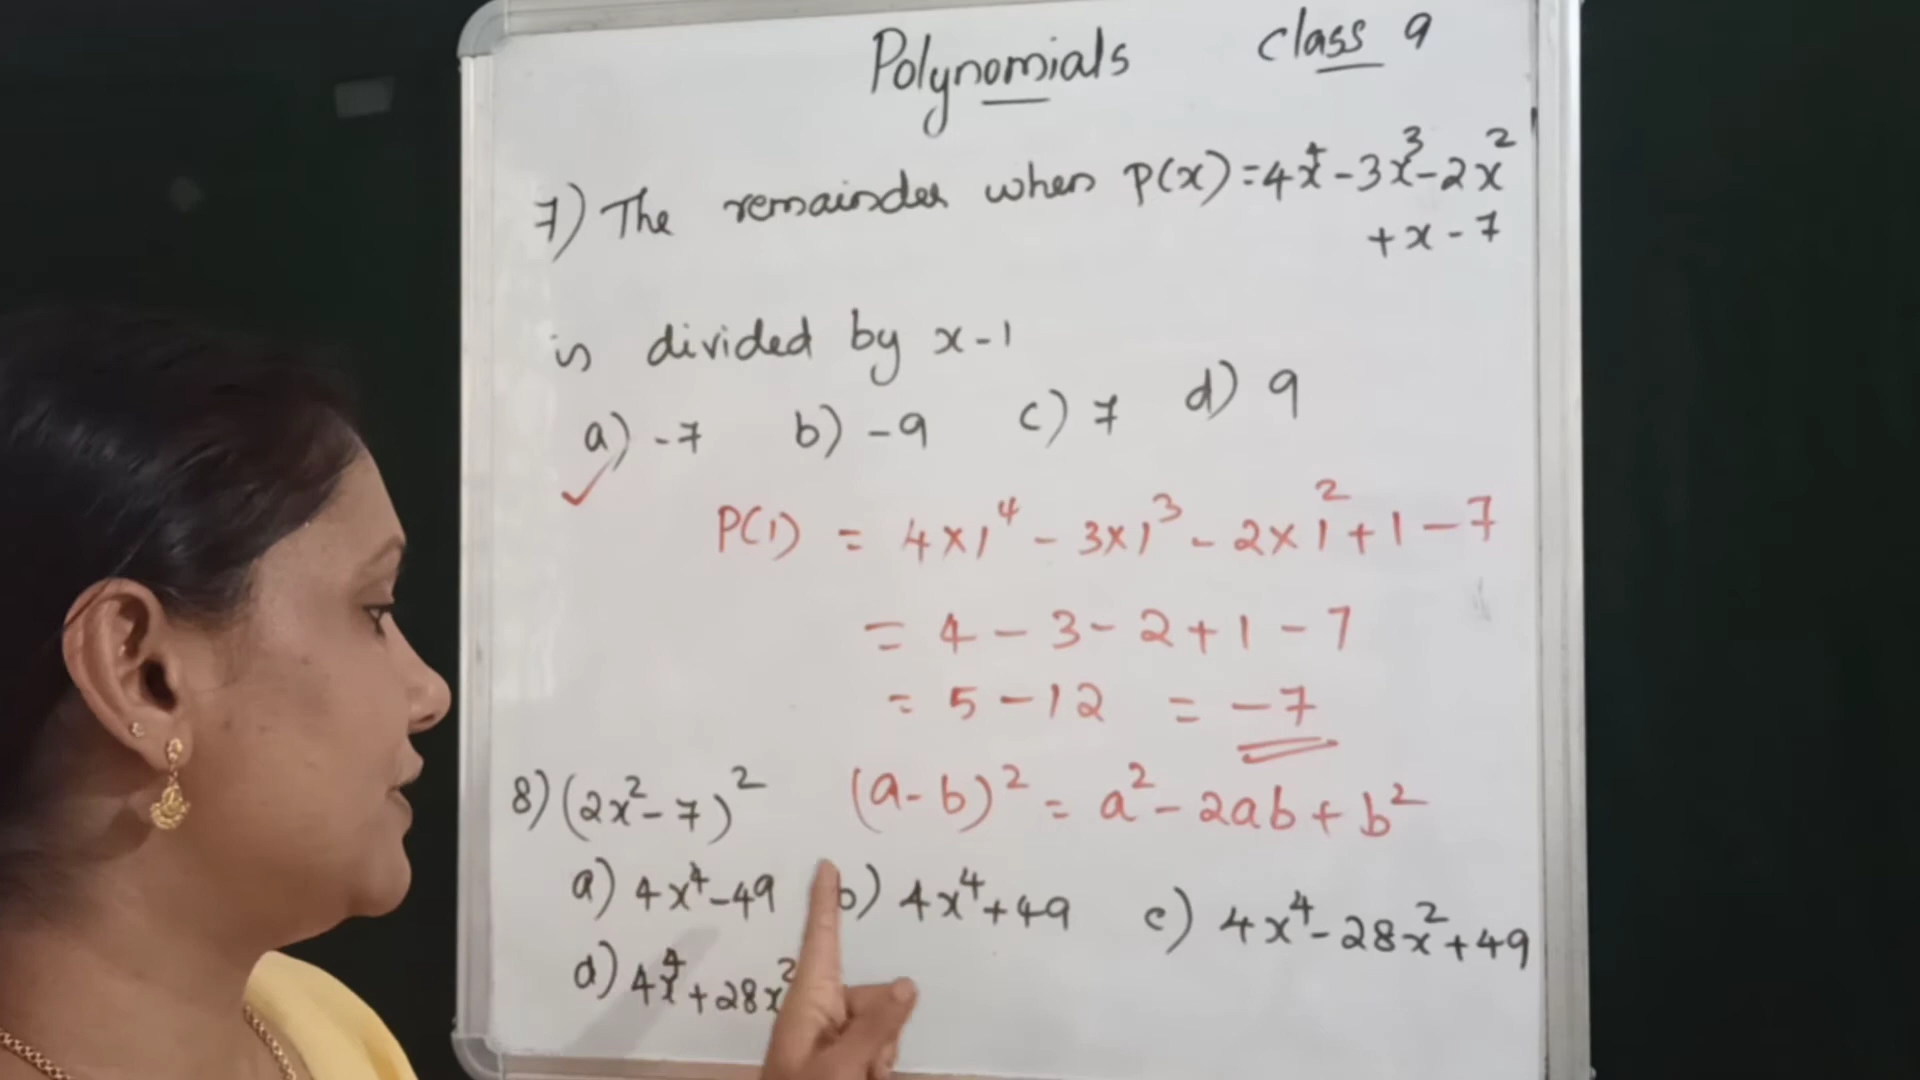 Polynomials class 9
7) The remainder when P(x) = 4x⁴ - 3x³ - 2x²
+ x - 7
is divided by x - 1
a) -7 b) -9 c) 7 d) 9
P(1) = 4×1⁴ - 3×1³ - 2×1² + 1 - 7
= 4 - 3 - 2 + 1 - 7
= 5 - 12 = -7
8) (2x² - 7)² (a - b)² = a² - 2ab + b²
a) 4x⁴ - 49 b) 4x⁴ + 49 c) 4x⁴ - 28x² + 49
d) 4x⁴ + 28x²